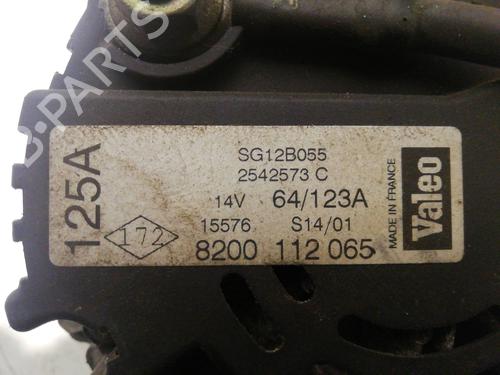 125A
172
SG12B055
2542573 C
14V 64/123A
15576 S14/01
8200 112 065
MADE IN FRANCE
Valeo
B-PARTS